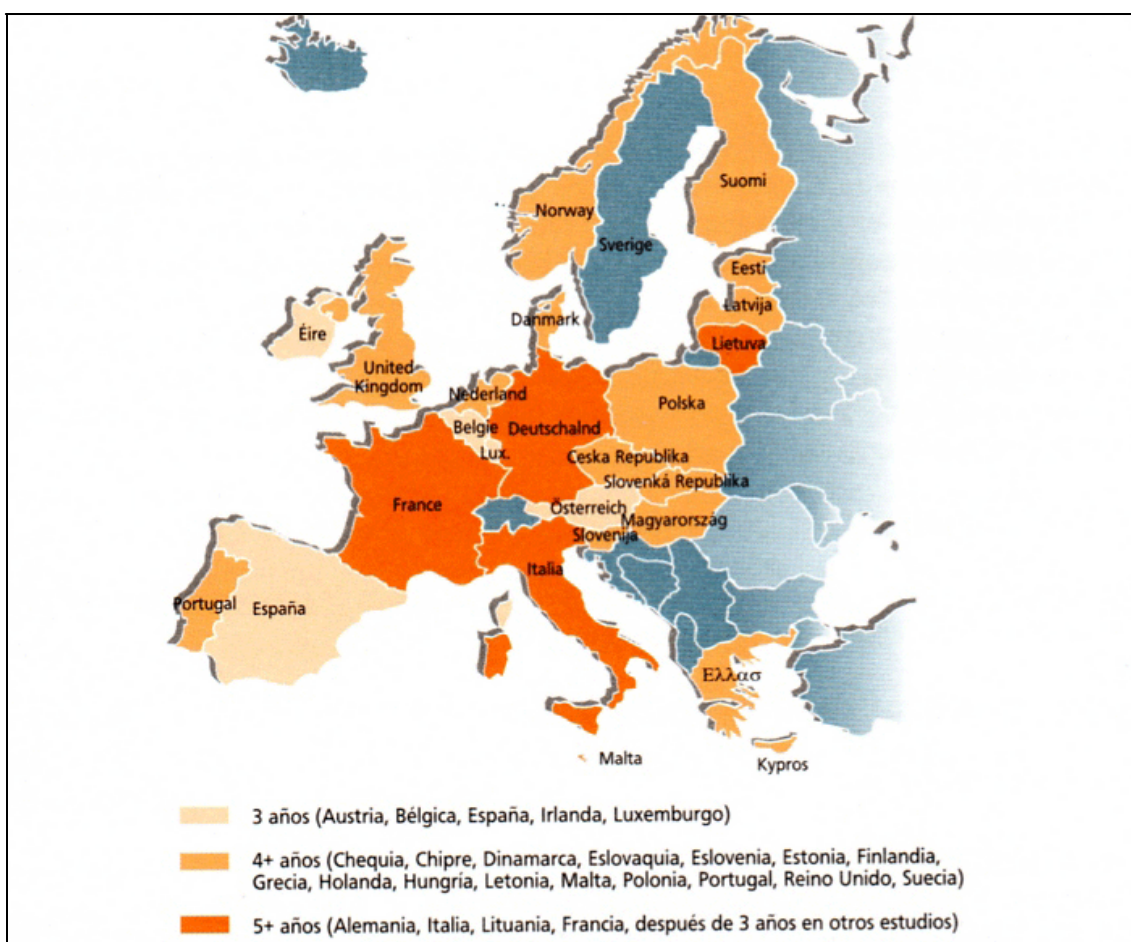 Suomi
Norway
Sverige
Eesti
Latvija
Danmark
Éire
Lietuva
United
Kingdom
Nederland
Polska
Belgie
Deutschalnd
Lux.
Ceska Republika
Slovenká Republika
France
Österreich
Magyarország
Slovenija
Italia
Portugal
España
Ελλασ
Malta
Kypros
3 años (Austria, Bélgica, España, Irlanda, Luxemburgo)
4+ años (Chequia, Chipre, Dinamarca, Eslovaquia, Eslovenia, Estonia, Finlandia,
Grecia, Holanda, Hungría, Letonia, Malta, Polonia, Portugal, Reino Unido, Suecia)
5+ años (Alemania, Italia, Lituania, Francia, después de 3 años en otros estudios)